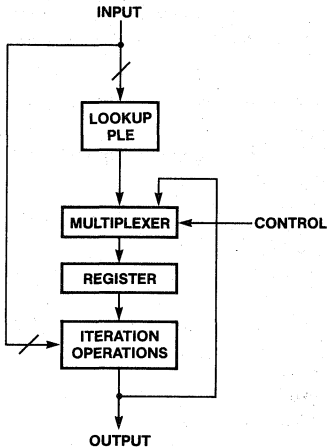 INPUT
LOOKUP
PLE
MULTIPLEXER
CONTROL
REGISTER
ITERATION
OPERATIONS
OUTPUT